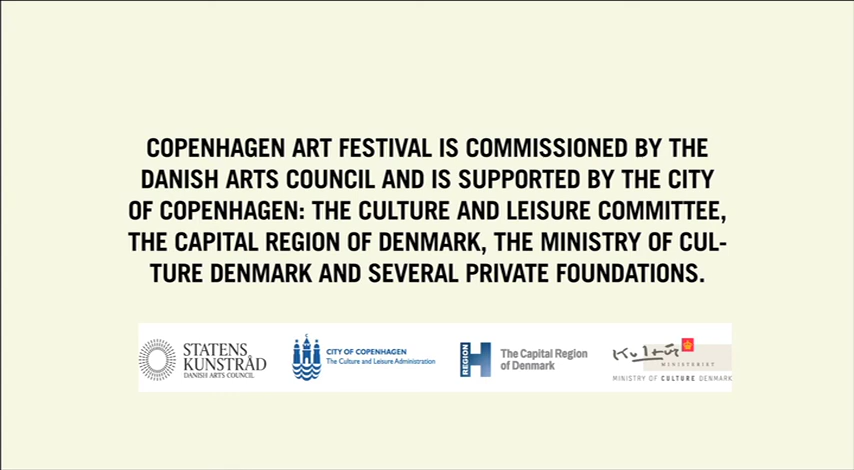 COPENHAGEN ART FESTIVAL IS COMMISSIONED BY THE
DANISH ARTS COUNCIL AND IS SUPPORTED BY THE CITY
OF COPENHAGEN: THE CULTURE AND LEISURE COMMITTEE,
THE CAPITAL REGION OF DENMARK, THE MINISTRY OF CUL-
TURE DENMARK AND SEVERAL PRIVATE FOUNDATIONS.
STATENS
KUNSTRÅD
DANISH ARTS COUNCIL
CITY OF COPENHAGEN
The Culture and Leisure Administration
REGION H
The Capital Region
of Denmark
Kultur
MINISTERIET
MINISTRY OF CULTURE DENMARK